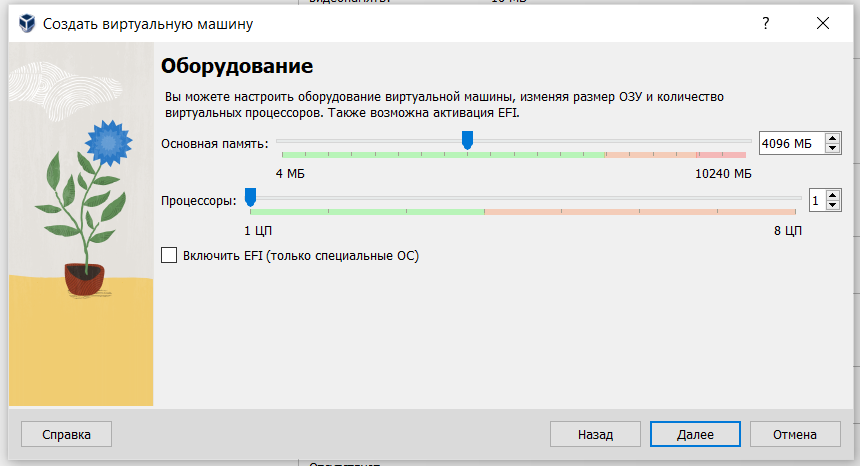 Создать виртуальную машину
?
Оборудование
Вы можете настроить оборудование виртуальной машины, изменяя размер ОЗУ и количество
виртуальных процессоров. Также возможна активация EFI.
Основная память:
4096 МБ
4 МБ
10240 МБ
Процессоры:
1
1 ЦП
8 ЦП
Включить EFI (только специальные ОС)
Справка
Назад
Далее
Отмена